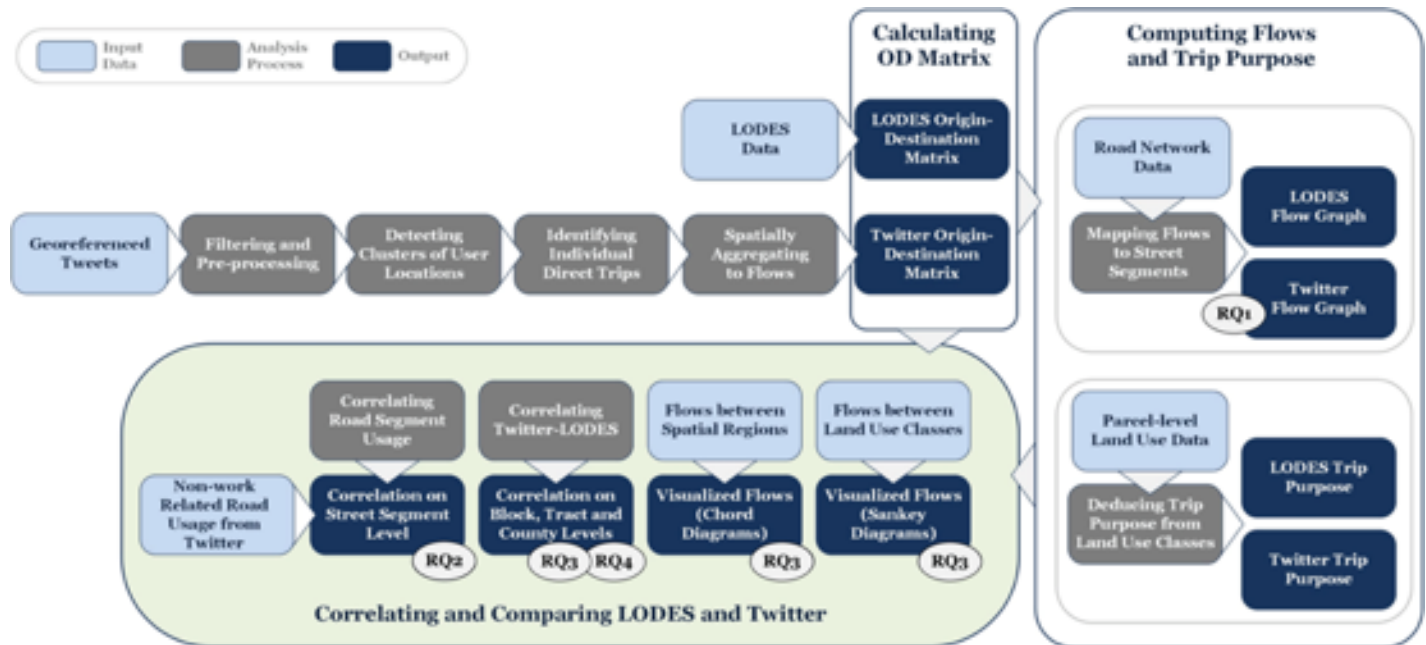 Input
Data
Analysis
Process
Output
Calculating
OD Matrix
Computing Flows
and Trip Purpose
LODES
Data
LODES Origin-
Destination
Matrix
Road Network
Data
LODES
Flow Graph
Georeferenced
Tweets
Filtering and
Pre-processing
Detecting
Clusters of User
Locations
Identifying
Individual
Direct Trips
Spatially
Aggregating
to Flows
Twitter Origin-
Destination
Matrix
Mapping Flows
to Street
Segments
Twitter
Flow Graph
RQ1
Correlating
Road Segment
Usage
Correlating
Twitter-LODES
Flows between
Spatial Regions
Flows between
Land Use Classes
Parcel-level
Land Use Data
LODES Trip
Purpose
Non-work
Related Road
Usage from
Twitter
Correlation on
Street Segment
Level
RQ2
Correlation on
Block, Tract and
County Levels
RQ3
RQ4
Visualized Flows
(Chord
Diagrams)
RQ3
Visualized Flows
(Sankey
Diagrams)
RQ3
Deducing Trip
Purpose from
Land Use Classes
Twitter Trip
Purpose
Correlating and Comparing LODES and Twitter